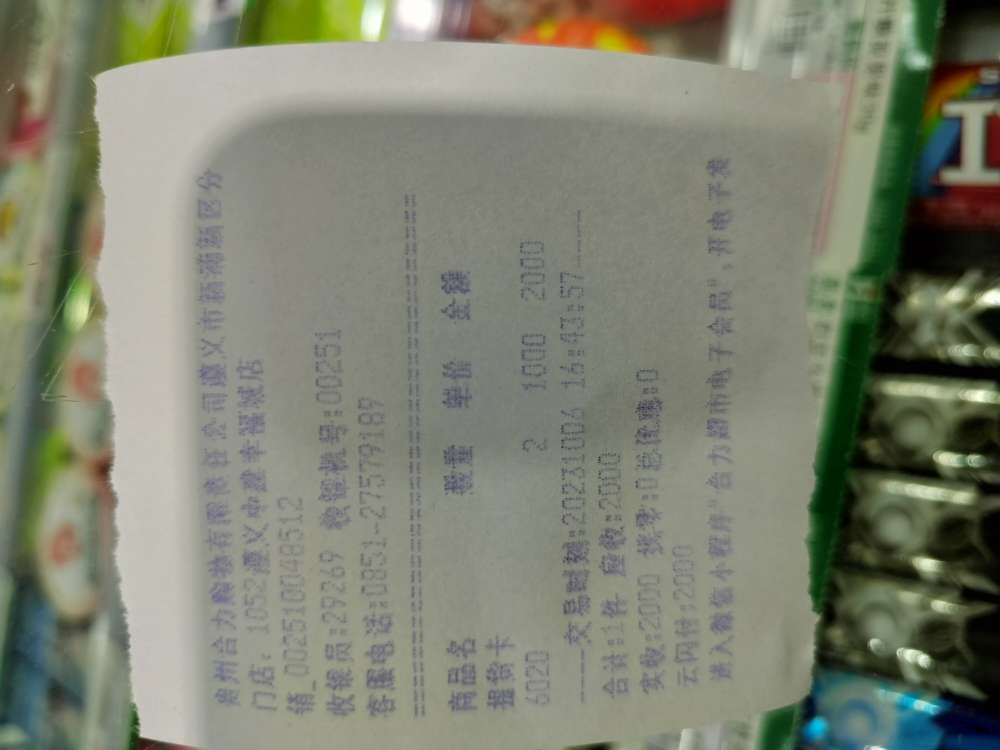 贵州合力购物有限责任公司遵义市新蒲新区分
门店: 1052遵义中建幸福城店
销_002510048512
收银员:29269 收银机号:00251
客服电话:0851-27579189
商品名 数量 单价 金额
提货卡
6020 2 1000 2000
----交易时刻:20231006 16:43:57----
合计:1件 应收:2000
实收:2000 找零:0总优惠:0
云闪付:2000
进入微信小程序"合力超市电子会员",开电子发